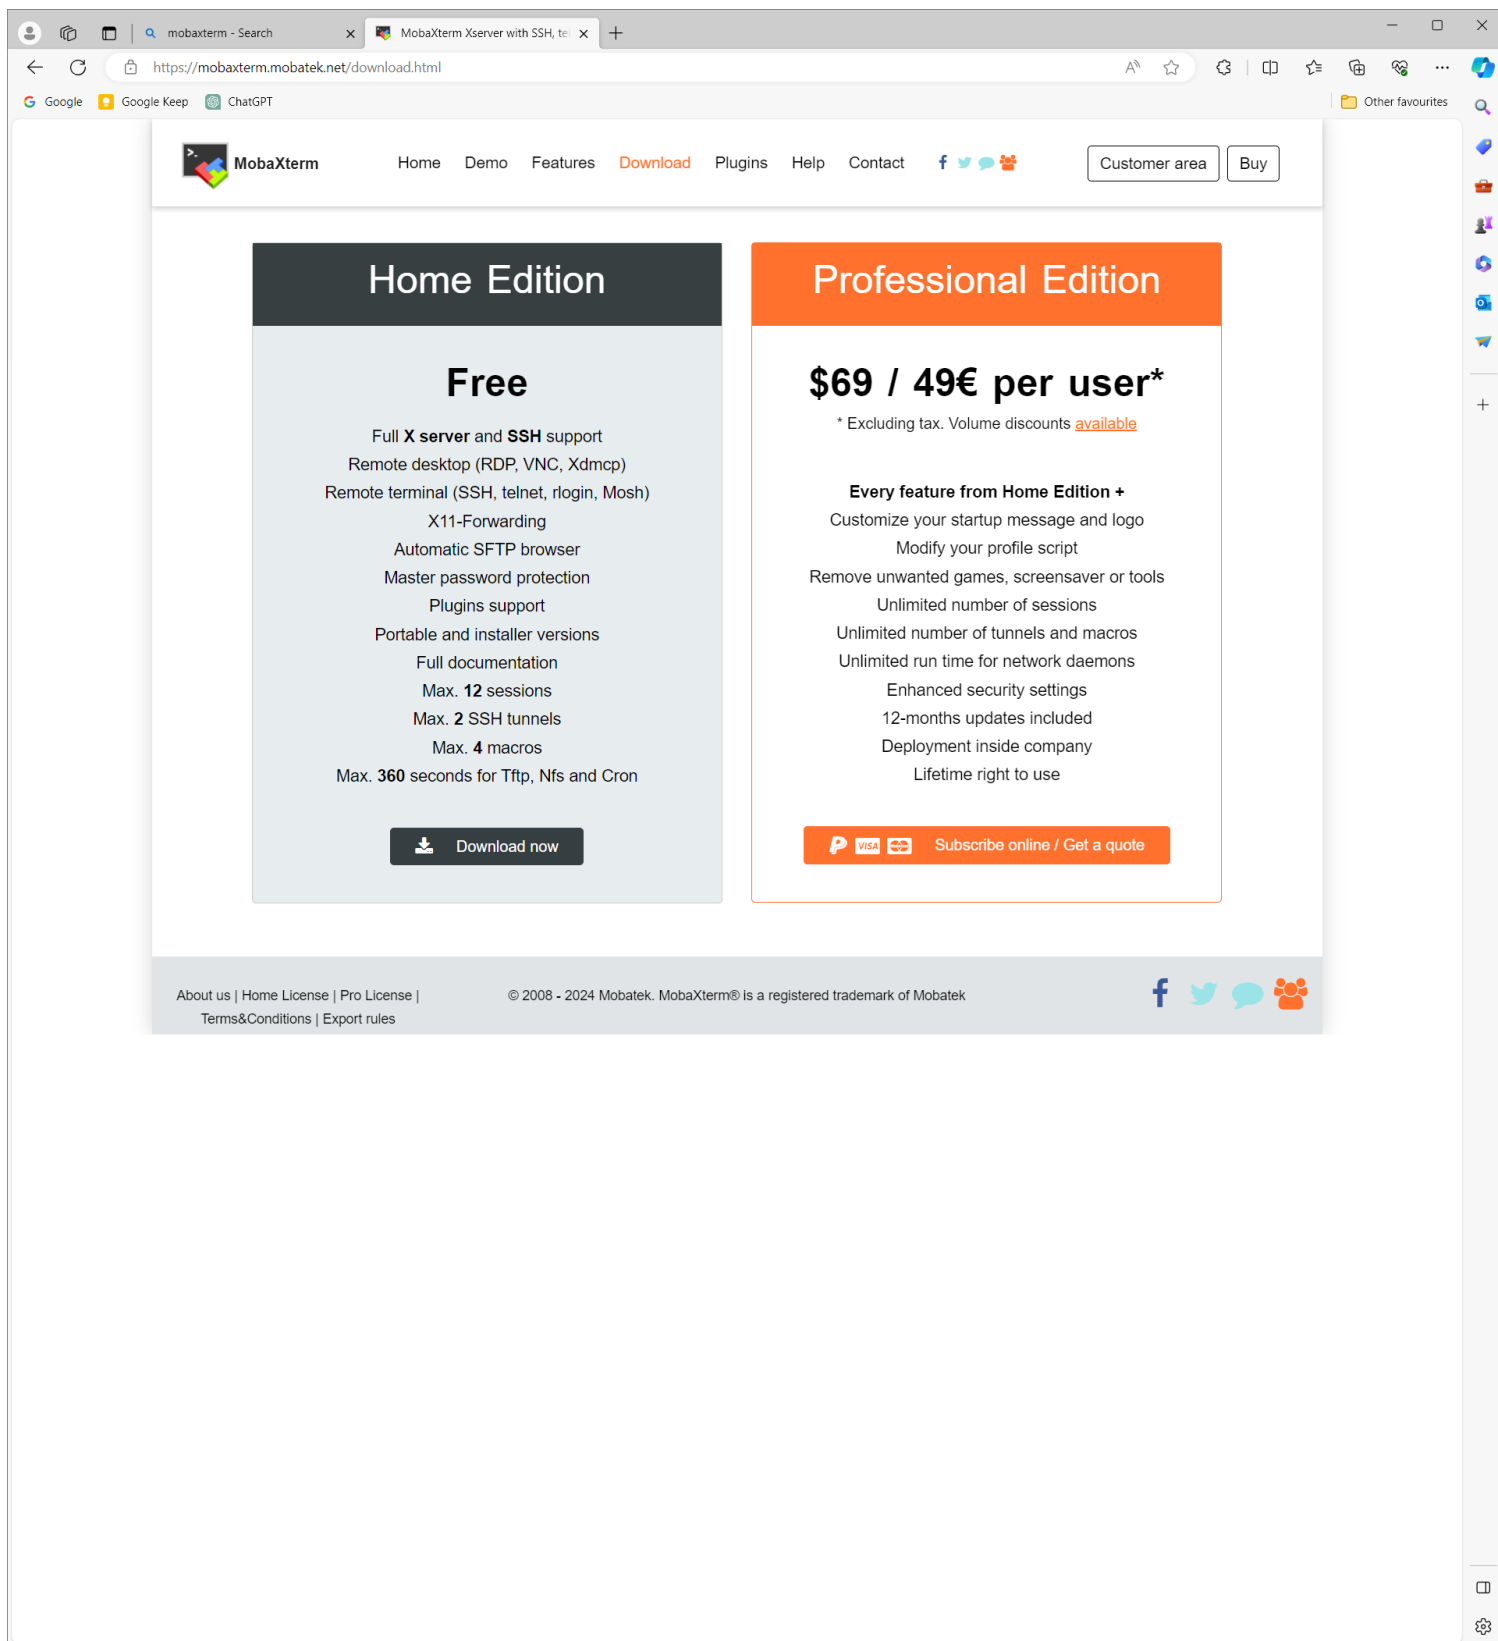 mobaxterm - Search
MobaXterm Xserver with SSH, te
https://mobaxterm.mobatek.net/download.html
Google Google Keep ChatGPT Other favourites
MobaXterm Home Demo Features Download Plugins Help Contact Customer area Buy
Home Edition
Free
Full X server and SSH support
Remote desktop (RDP, VNC, Xdmcp)
Remote terminal (SSH, telnet, rlogin, Mosh)
X11-Forwarding
Automatic SFTP browser
Master password protection
Plugins support
Portable and installer versions
Full documentation
Max. 12 sessions
Max. 2 SSH tunnels
Max. 4 macros
Max. 360 seconds for Tftp, Nfs and Cron
Download now
Professional Edition
$69 / 49€ per user*
* Excluding tax. Volume discounts available
Every feature from Home Edition +
Customize your startup message and logo
Modify your profile script
Remove unwanted games, screensaver or tools
Unlimited number of sessions
Unlimited number of tunnels and macros
Unlimited run time for network daemons
Enhanced security settings
12-months updates included
Deployment inside company
Lifetime right to use
VISA Subscribe online / Get a quote
About us | Home License | Pro License |
Terms&Conditions | Export rules
© 2008 - 2024 Mobatek. MobaXterm® is a registered trademark of Mobatek